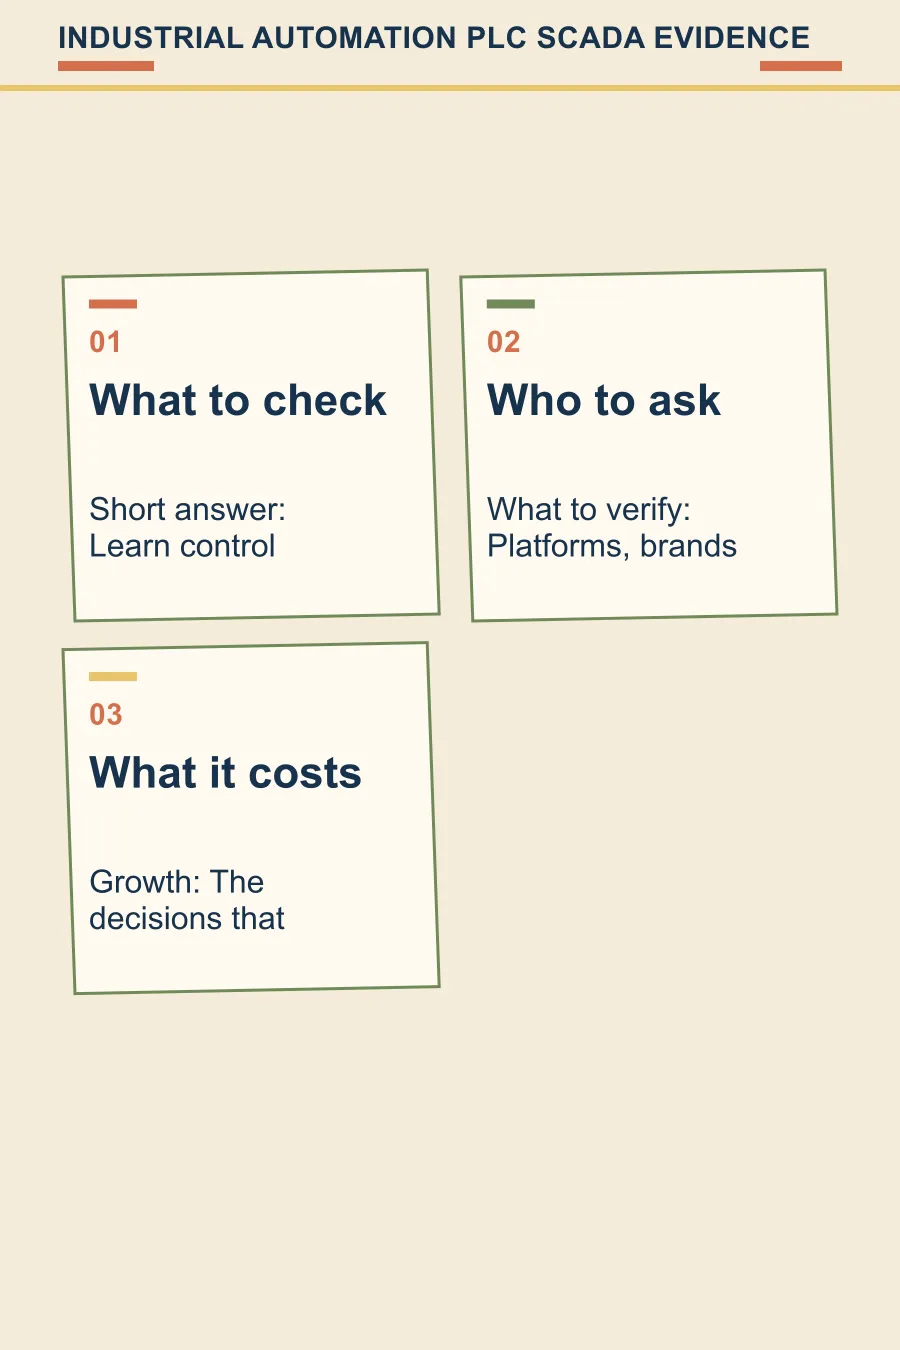 INDUSTRIAL AUTOMATION PLC SCADA EVIDENCE
01
What to check
Short answer:
Learn control
02
Who to ask
What to verify:
Platforms, brands
03
What it costs
Growth: The
decisions that